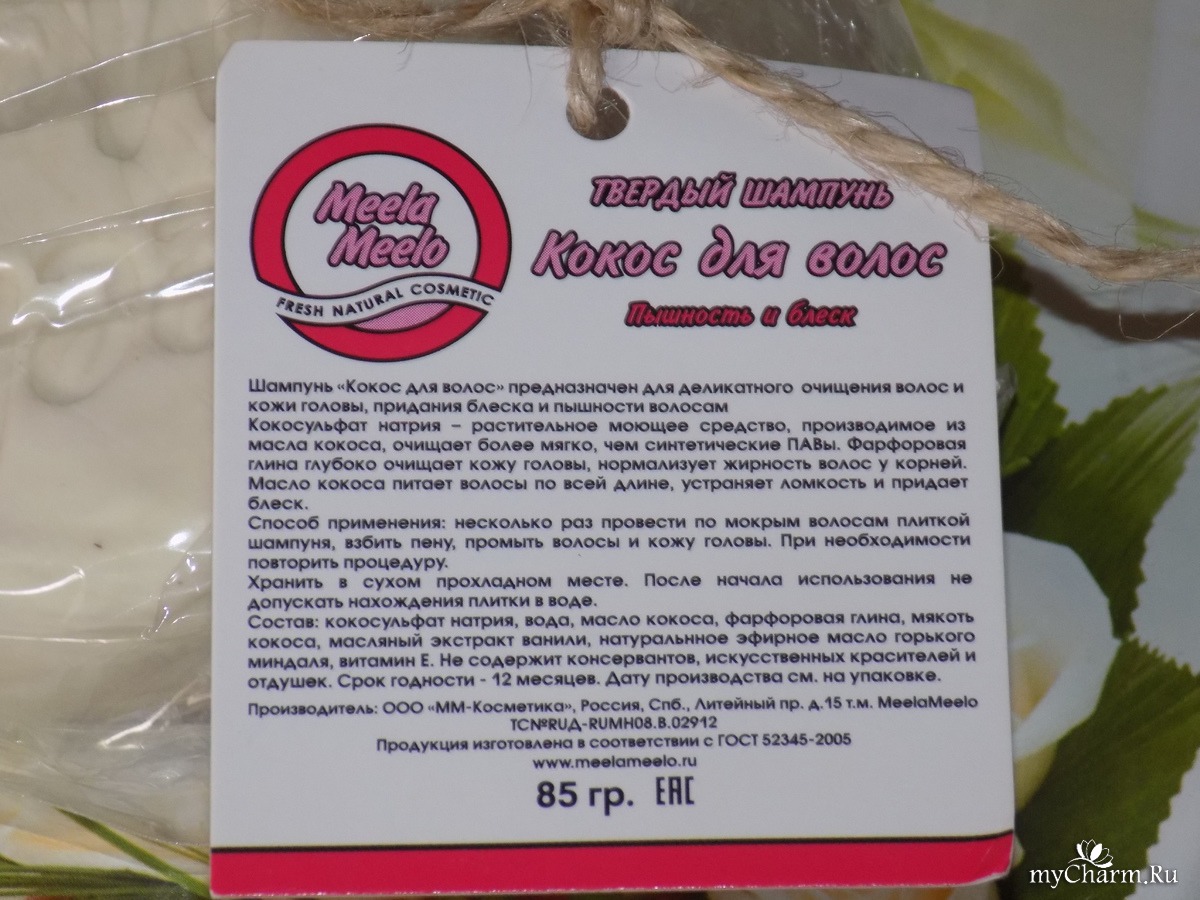 Meela
Meelo
FRESH NATURAL COSMETIC
ТВЕРДЫЙ ШАМПУНЬ
Кокос для волос
Пышность и блеск
Шампунь «Кокос для волос» предназначен для деликатного очищения волос и
кожи головы, придания блеска и пышности волосам
Кокосульфат натрия – растительное моющее средство, производимое из
масла кокоса, очищает более мягко, чем синтетические ПАВы. Фарфоровая
глина глубоко очищает кожу головы, нормализует жирность волос у корней.
Масло кокоса питает волосы по всей длине, устраняет ломкость и придает
блеск.
Способ применения: несколько раз провести по мокрым волосам плиткой
шампуня, взбить пену, промыть волосы и кожу головы. При необходимости
повторить процедуру.
Хранить в сухом прохладном месте. После начала использования не
допускать нахождения плитки в воде.
Состав: кокосульфат натрия, вода, масло кокоса, фарфоровая глина, мякоть
кокоса, масляный экстракт ванили, натуральнное эфирное масло горького
миндаля, витамин Е. Не содержит консервантов, искусственных красителей и
отдушек. Срок годности - 12 месяцев. Дату производства см. на упаковке.
Производитель: ООО «ММ-Косметика», Россия, Спб., Литейный пр. д.15 т.м. MeelaMeelo
ТС№RUД-RUМН08.В.02912
Продукция изготовлена в соответствии с ГОСТ 52345-2005
www.meelameelo.ru
85 гр. ЕАС
myCharm.Ru